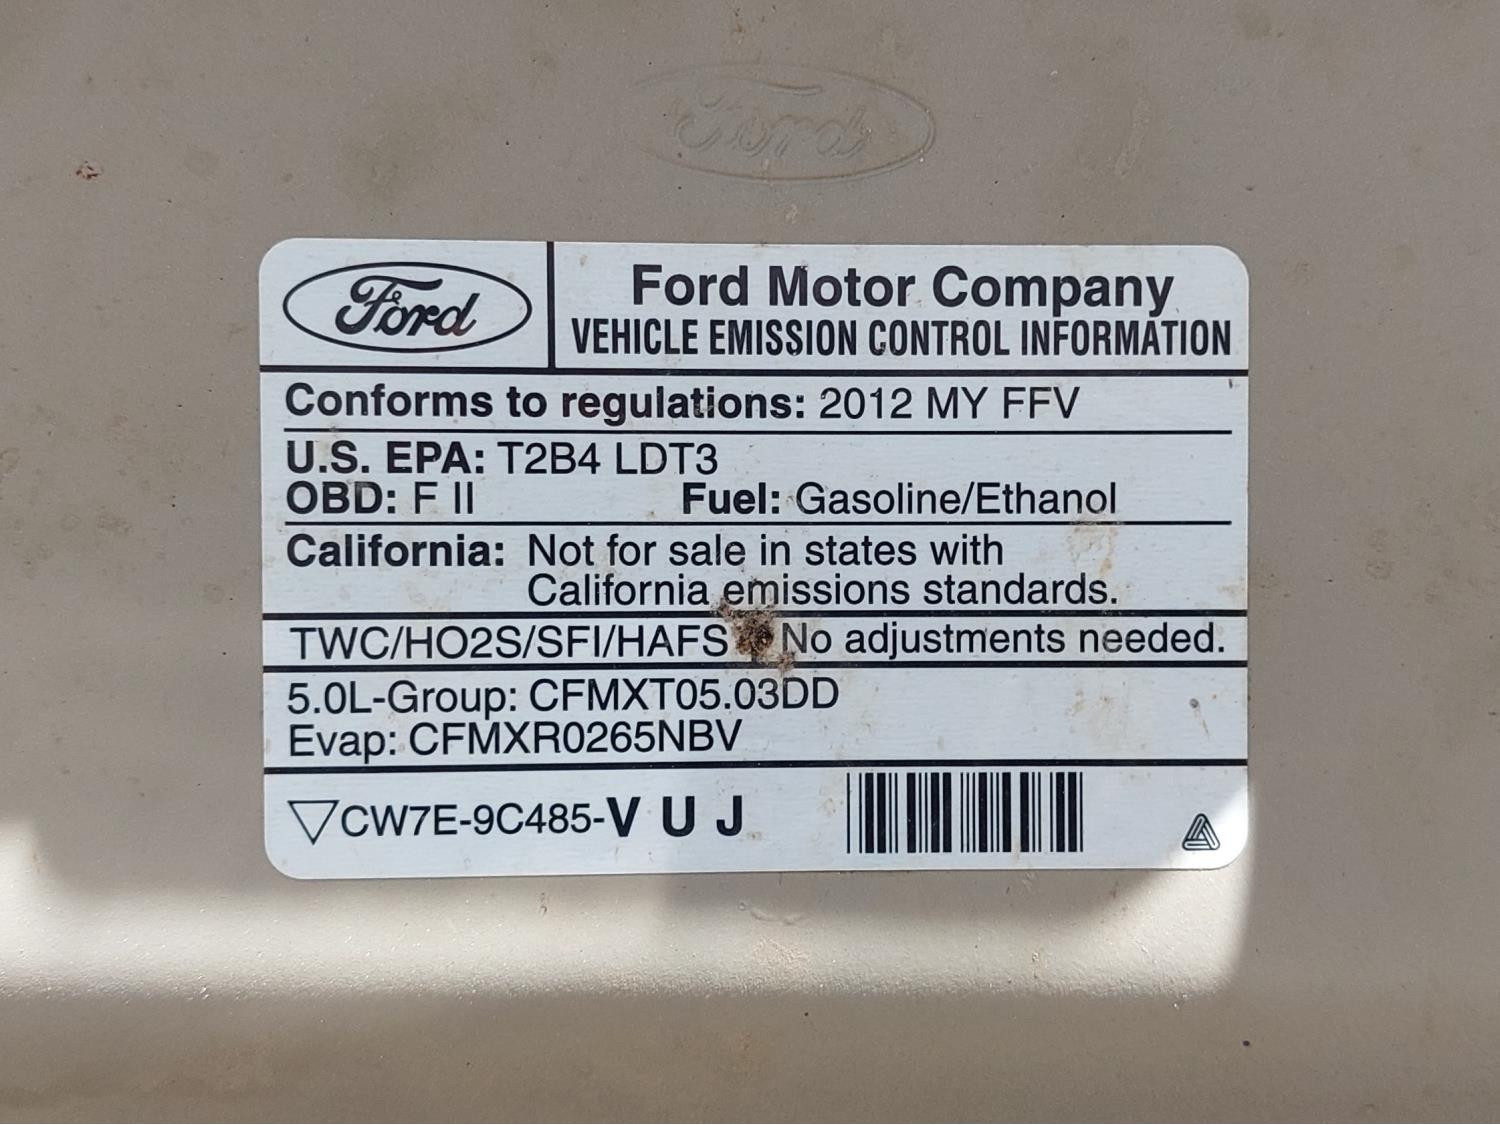 Ford
Ford
Ford Motor Company
VEHICLE EMISSION CONTROL INFORMATION
Conforms to regulations: 2012 MY FFV
U.S. EPA: T2B4 LDT3
OBD: F II Fuel: Gasoline/Ethanol
California: Not for sale in states with
California emissions standards.
TWC/HO2S/SFI/HAFS No adjustments needed.
5.0L-Group: CFMXT05.03DD
Evap: CFMXR0265NBV
CW7E-9C485-V U J